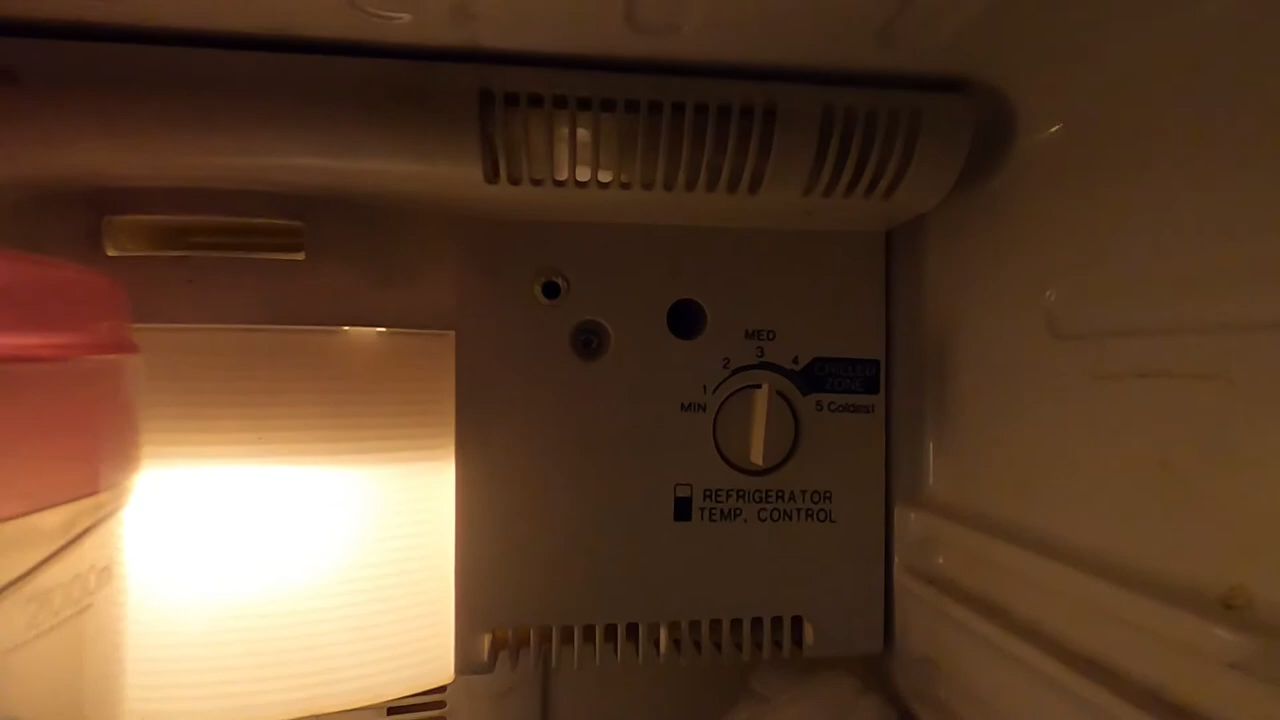 MED
3
2
4
1
CHILLED
ZONE
MIN
5 Coldest
REFRIGERATOR
TEMP. CONTROL